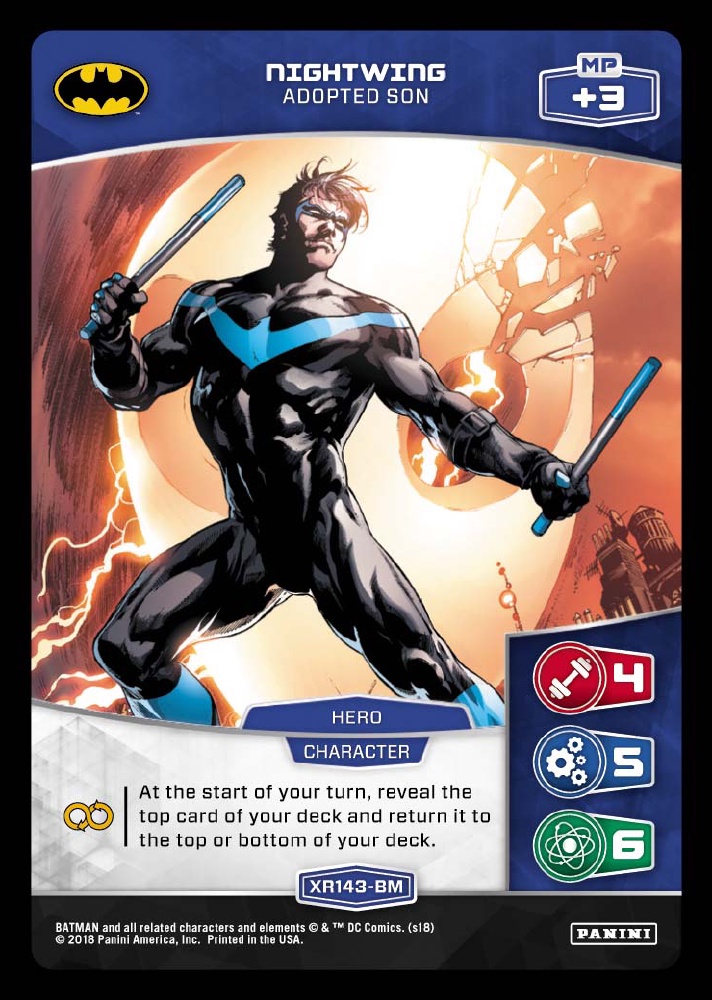 NIGHTWING
ADOPTED SON
MP
+3
4
5
6
HERO
CHARACTER
At the start of your turn, reveal the
top card of your deck and return it to
the top or bottom of your deck.
XR143-BM
BATMAN and all related characters and elements © & ™ DC Comics. (s18)
© 2018 Panini America, Inc. Printed in the USA.
PANINI